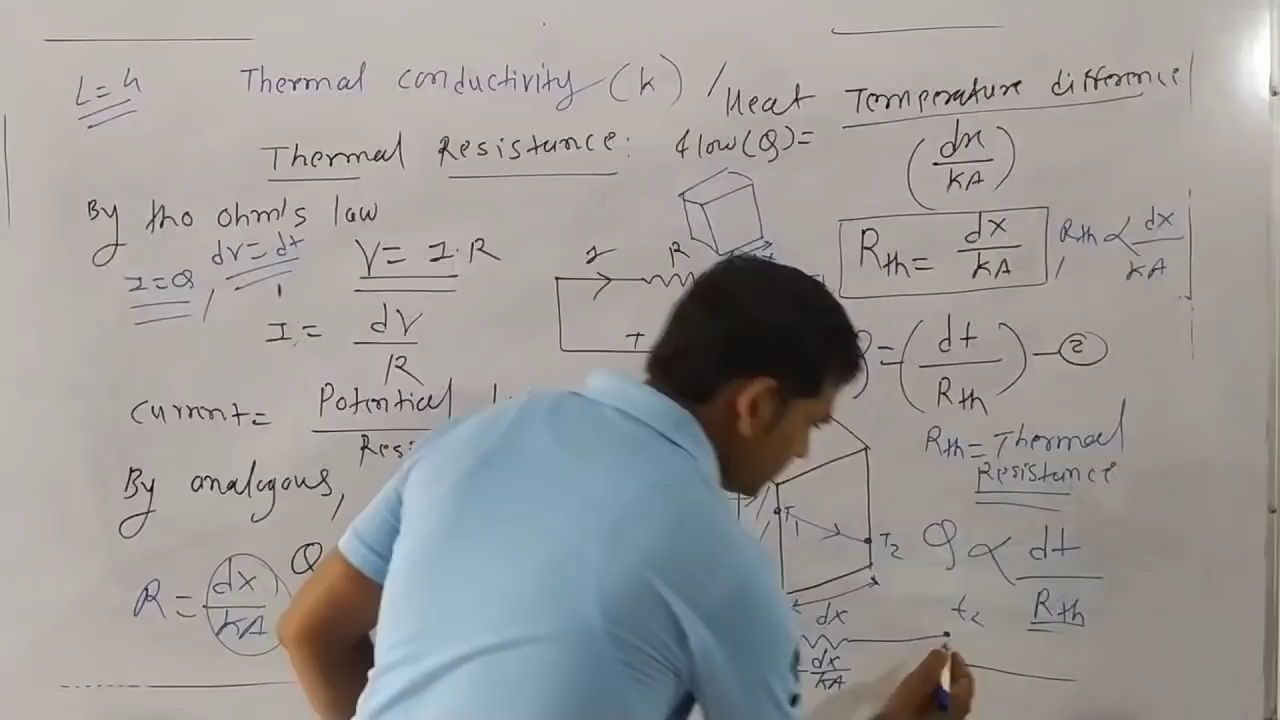 L=4
Thermal conductivity (k) / Heat Temperature difference
Thermal Resistance: flow(Q)= (dx/kA)
By tho ohm's law
I=Q, dV=dt
V= I.R
I R
+
Rth= dx/kA , Rth ∝ dx/kA
I= dV/R
=(dt/Rth) —②
Current= Potential
Rth=Thermal
Resistance
By analogous,
T1
T2
Q ∝ dt/Rth
R= dx/kA Q
dx
t2
dx/kA